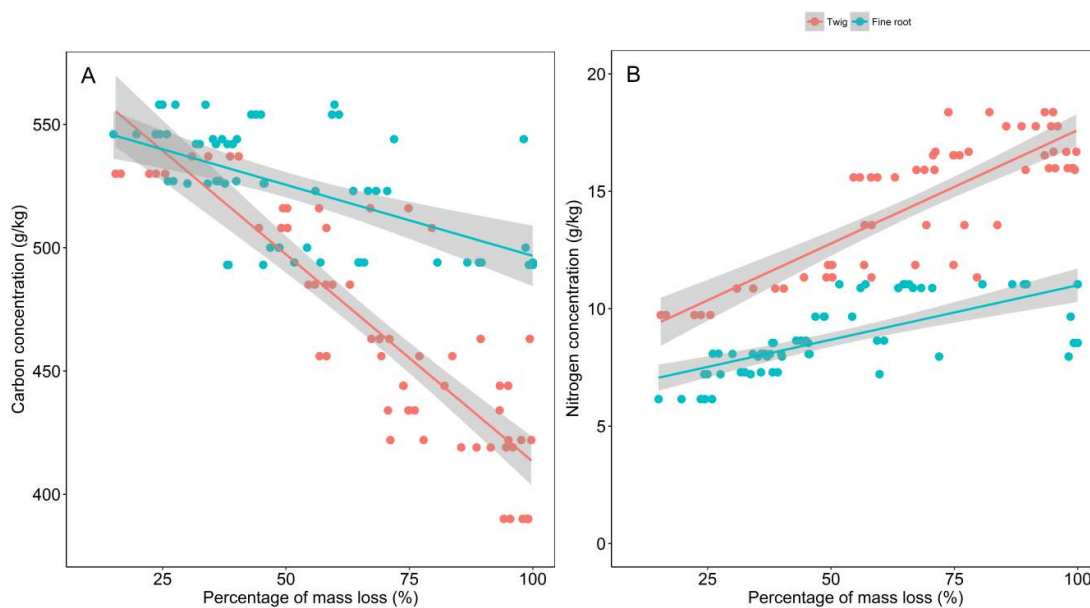 Twig Fine root
A
Carbon concentration (g/kg)
550
500
450
400
25 50 75 100
Percentage of mass loss (%)
B
Nitrogen concentration (g/kg)
20
15
10
5
0
25 50 75 100
Percentage of mass loss (%)